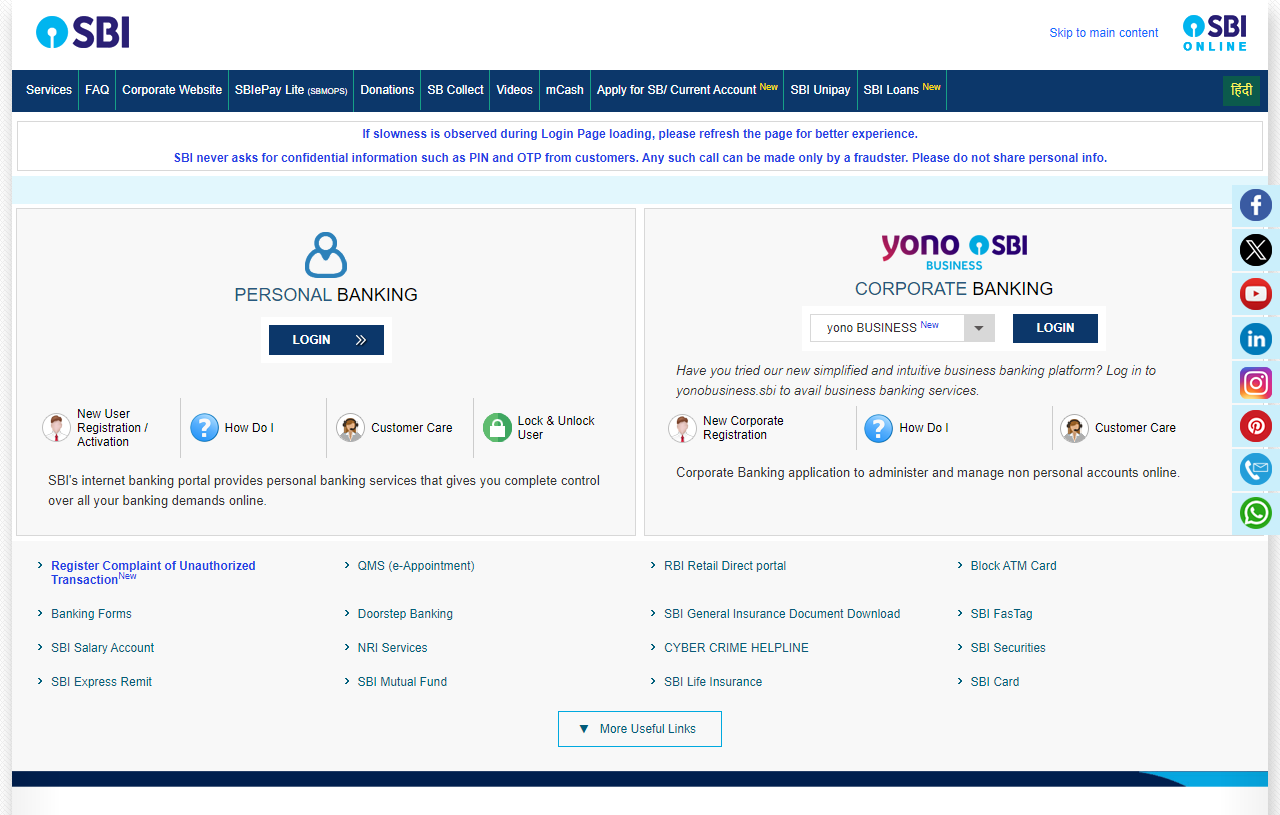 SBI
Skip to main content
SBI
ONLINE
Services
FAQ
Corporate Website
SBIePay Lite (SBMOPS)
Donations
SB Collect
Videos
mCash
Apply for SB/ Current Account New
SBI Unipay
SBI Loans New
हिंदी
If slowness is observed during Login Page loading, please refresh the page for better experience.
SBI never asks for confidential information such as PIN and OTP from customers. Any such call can be made only by a fraudster. Please do not share personal info.
PERSONAL BANKING
LOGIN
New User
Registration /
Activation
How Do I
Customer Care
Lock & Unlock
User
SBI's internet banking portal provides personal banking services that gives you complete control
over all your banking demands online.
yono SBI
BUSINESS
CORPORATE BANKING
yono BUSINESS New
LOGIN
Have you tried our new simplified and intuitive business banking platform? Log in to
yonobusiness.sbi to avail business banking services.
New Corporate
Registration
How Do I
Customer Care
Corporate Banking application to administer and manage non personal accounts online.
Register Complaint of Unauthorized
TransactionNew
QMS (e-Appointment)
RBI Retail Direct portal
Block ATM Card
Banking Forms
Doorstep Banking
SBI General Insurance Document Download
SBI FasTag
SBI Salary Account
NRI Services
CYBER CRIME HELPLINE
SBI Securities
SBI Express Remit
SBI Mutual Fund
SBI Life Insurance
SBI Card
More Useful Links